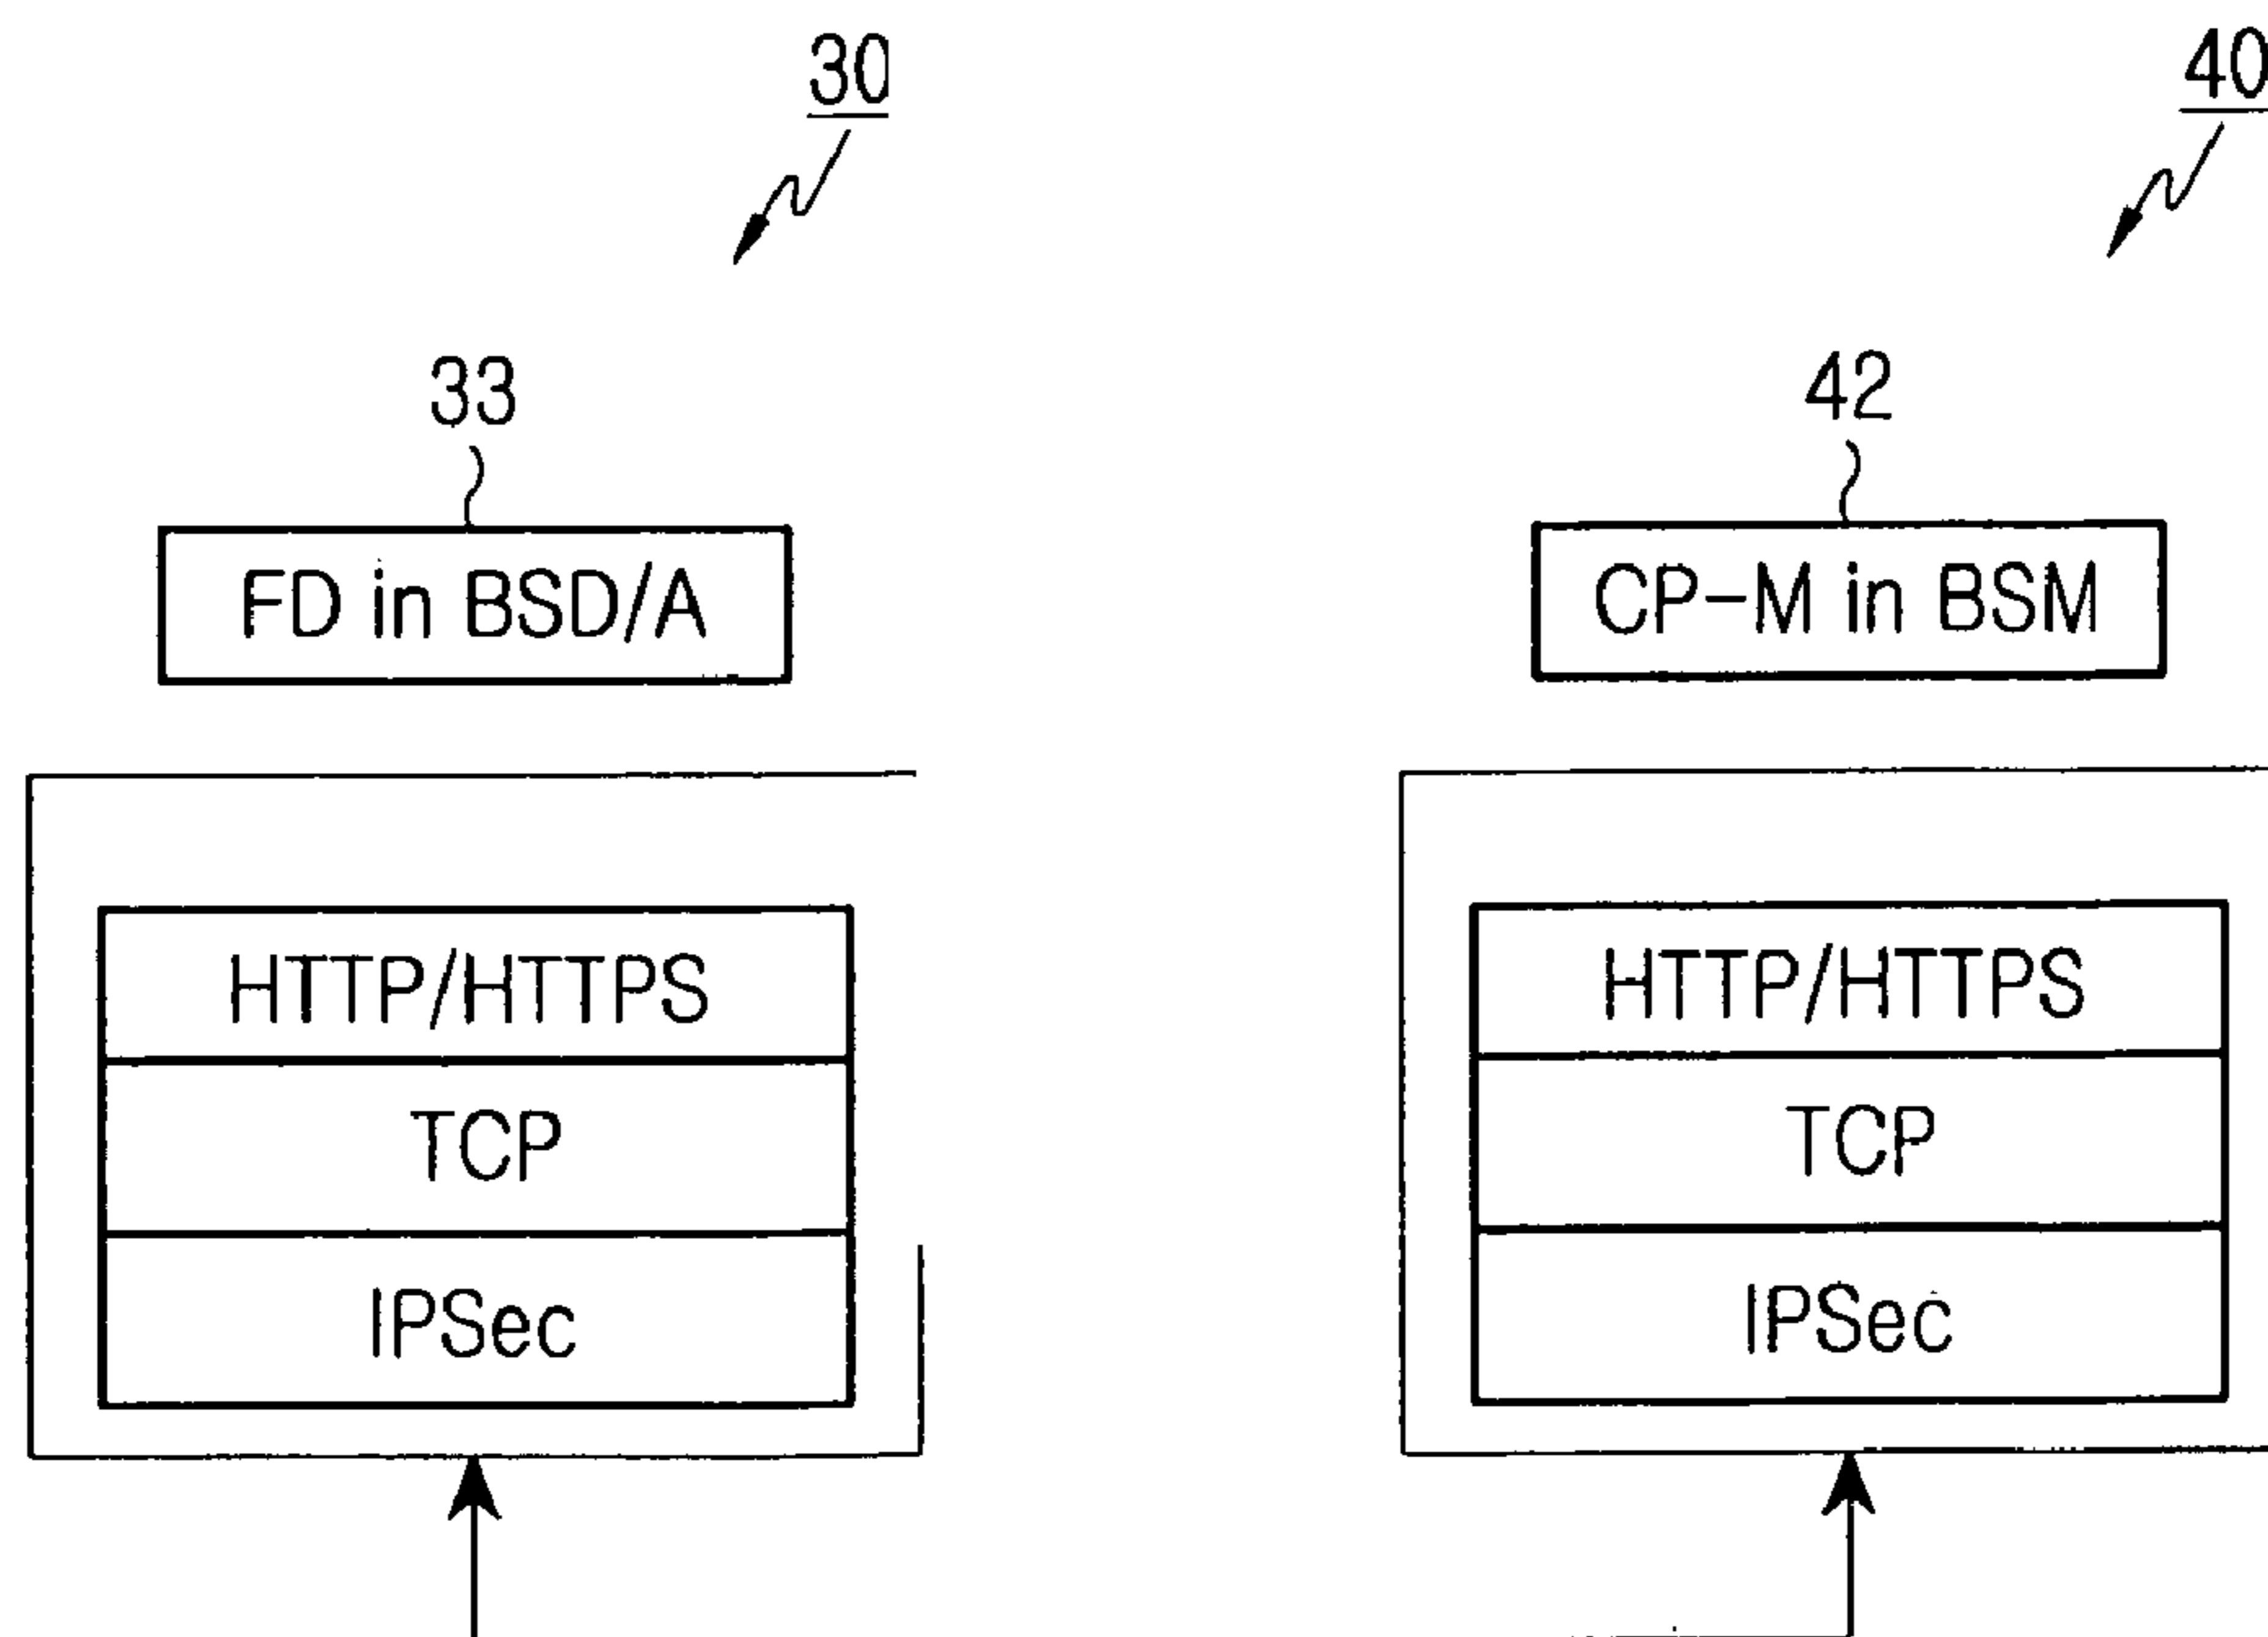 30
33
FD in BSD/A
HTTP/HTTPS
TCP
IPSec
40
42
CP-M in BSM
HTTP/HTTPS
TCP
IPSec